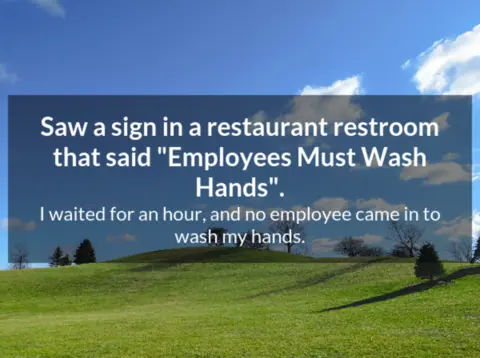 Saw a sign in a restaurant restroom
that said "Employees Must Wash
Hands".
I waited for an hour, and no employee came in to
wash my hands.